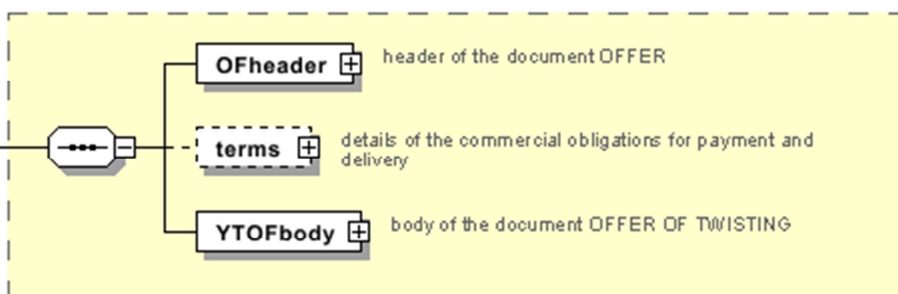 OFheader
header of the document OFFER
terms
details of the commercial obligations for payment and
delivery
YTOFbody
body of the document OFFER OF TWISTING